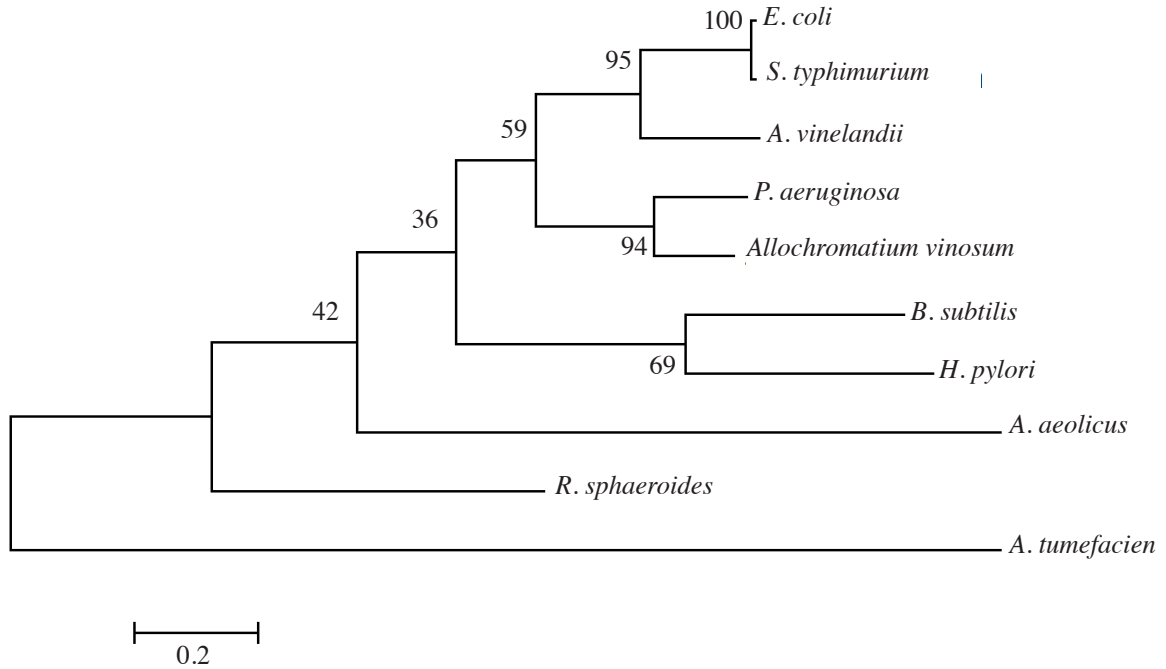 100
E. coli
95
S. typhimurium
59
A. vinelandii
P. aeruginosa
36
94
Allochromatium vinosum
42
B. subtilis
69
H. pylori
A. aeolicus
R. sphaeroides
A. tumefacien
0.2